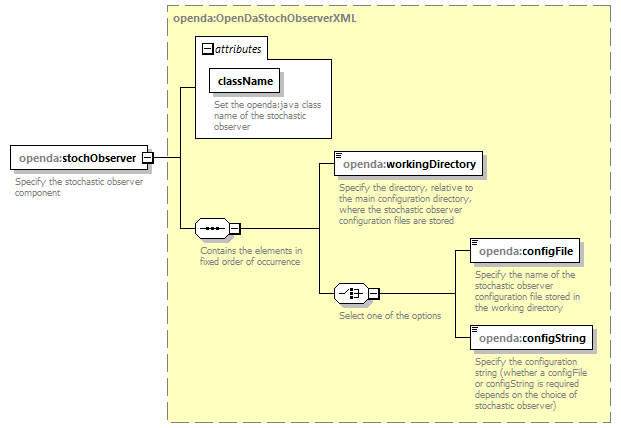 openda:OpenDaStochObserverXML
attributes
className
Set the openda:java class
name of the stochastic
observer
openda:stochObserver
Specify the stochastic observer
component
openda:workingDirectory
Specify the directory, relative to
the main configuration directory,
where the stochastic observer
configuration files are stored
Contains the elements in
fixed order of occurrence
openda:configFile
Specify the name of the
stochastic observer
configuration file stored in
the working directory
Select one of the options
openda:configString
Specify the configuration
string (whether a configFile
or configString is required
depends on the choice of
stochastic observer)